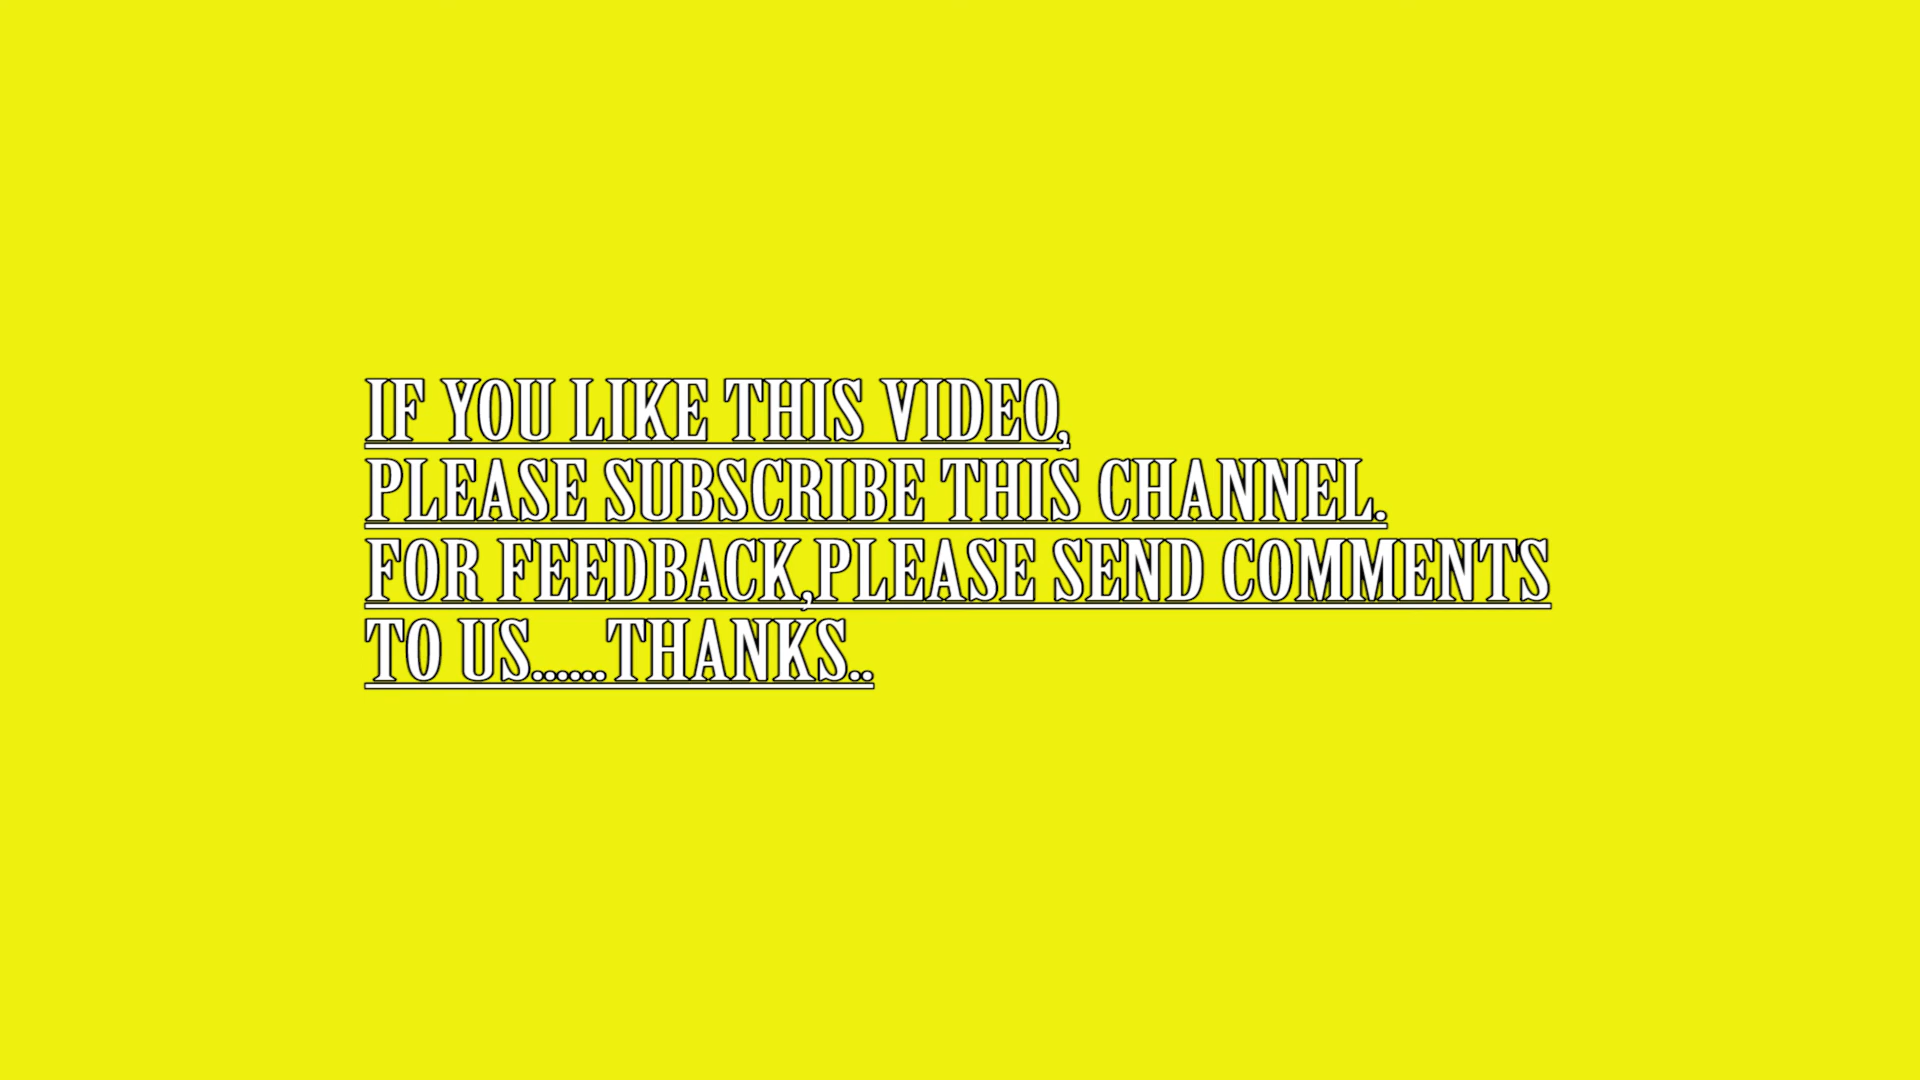 IF YOU LIKE THIS VIDEO,
PLEASE SUBSCRIBE THIS CHANNEL.
FOR FEEDBACK,PLEASE SEND COMMENTS
TO US......THANKS..